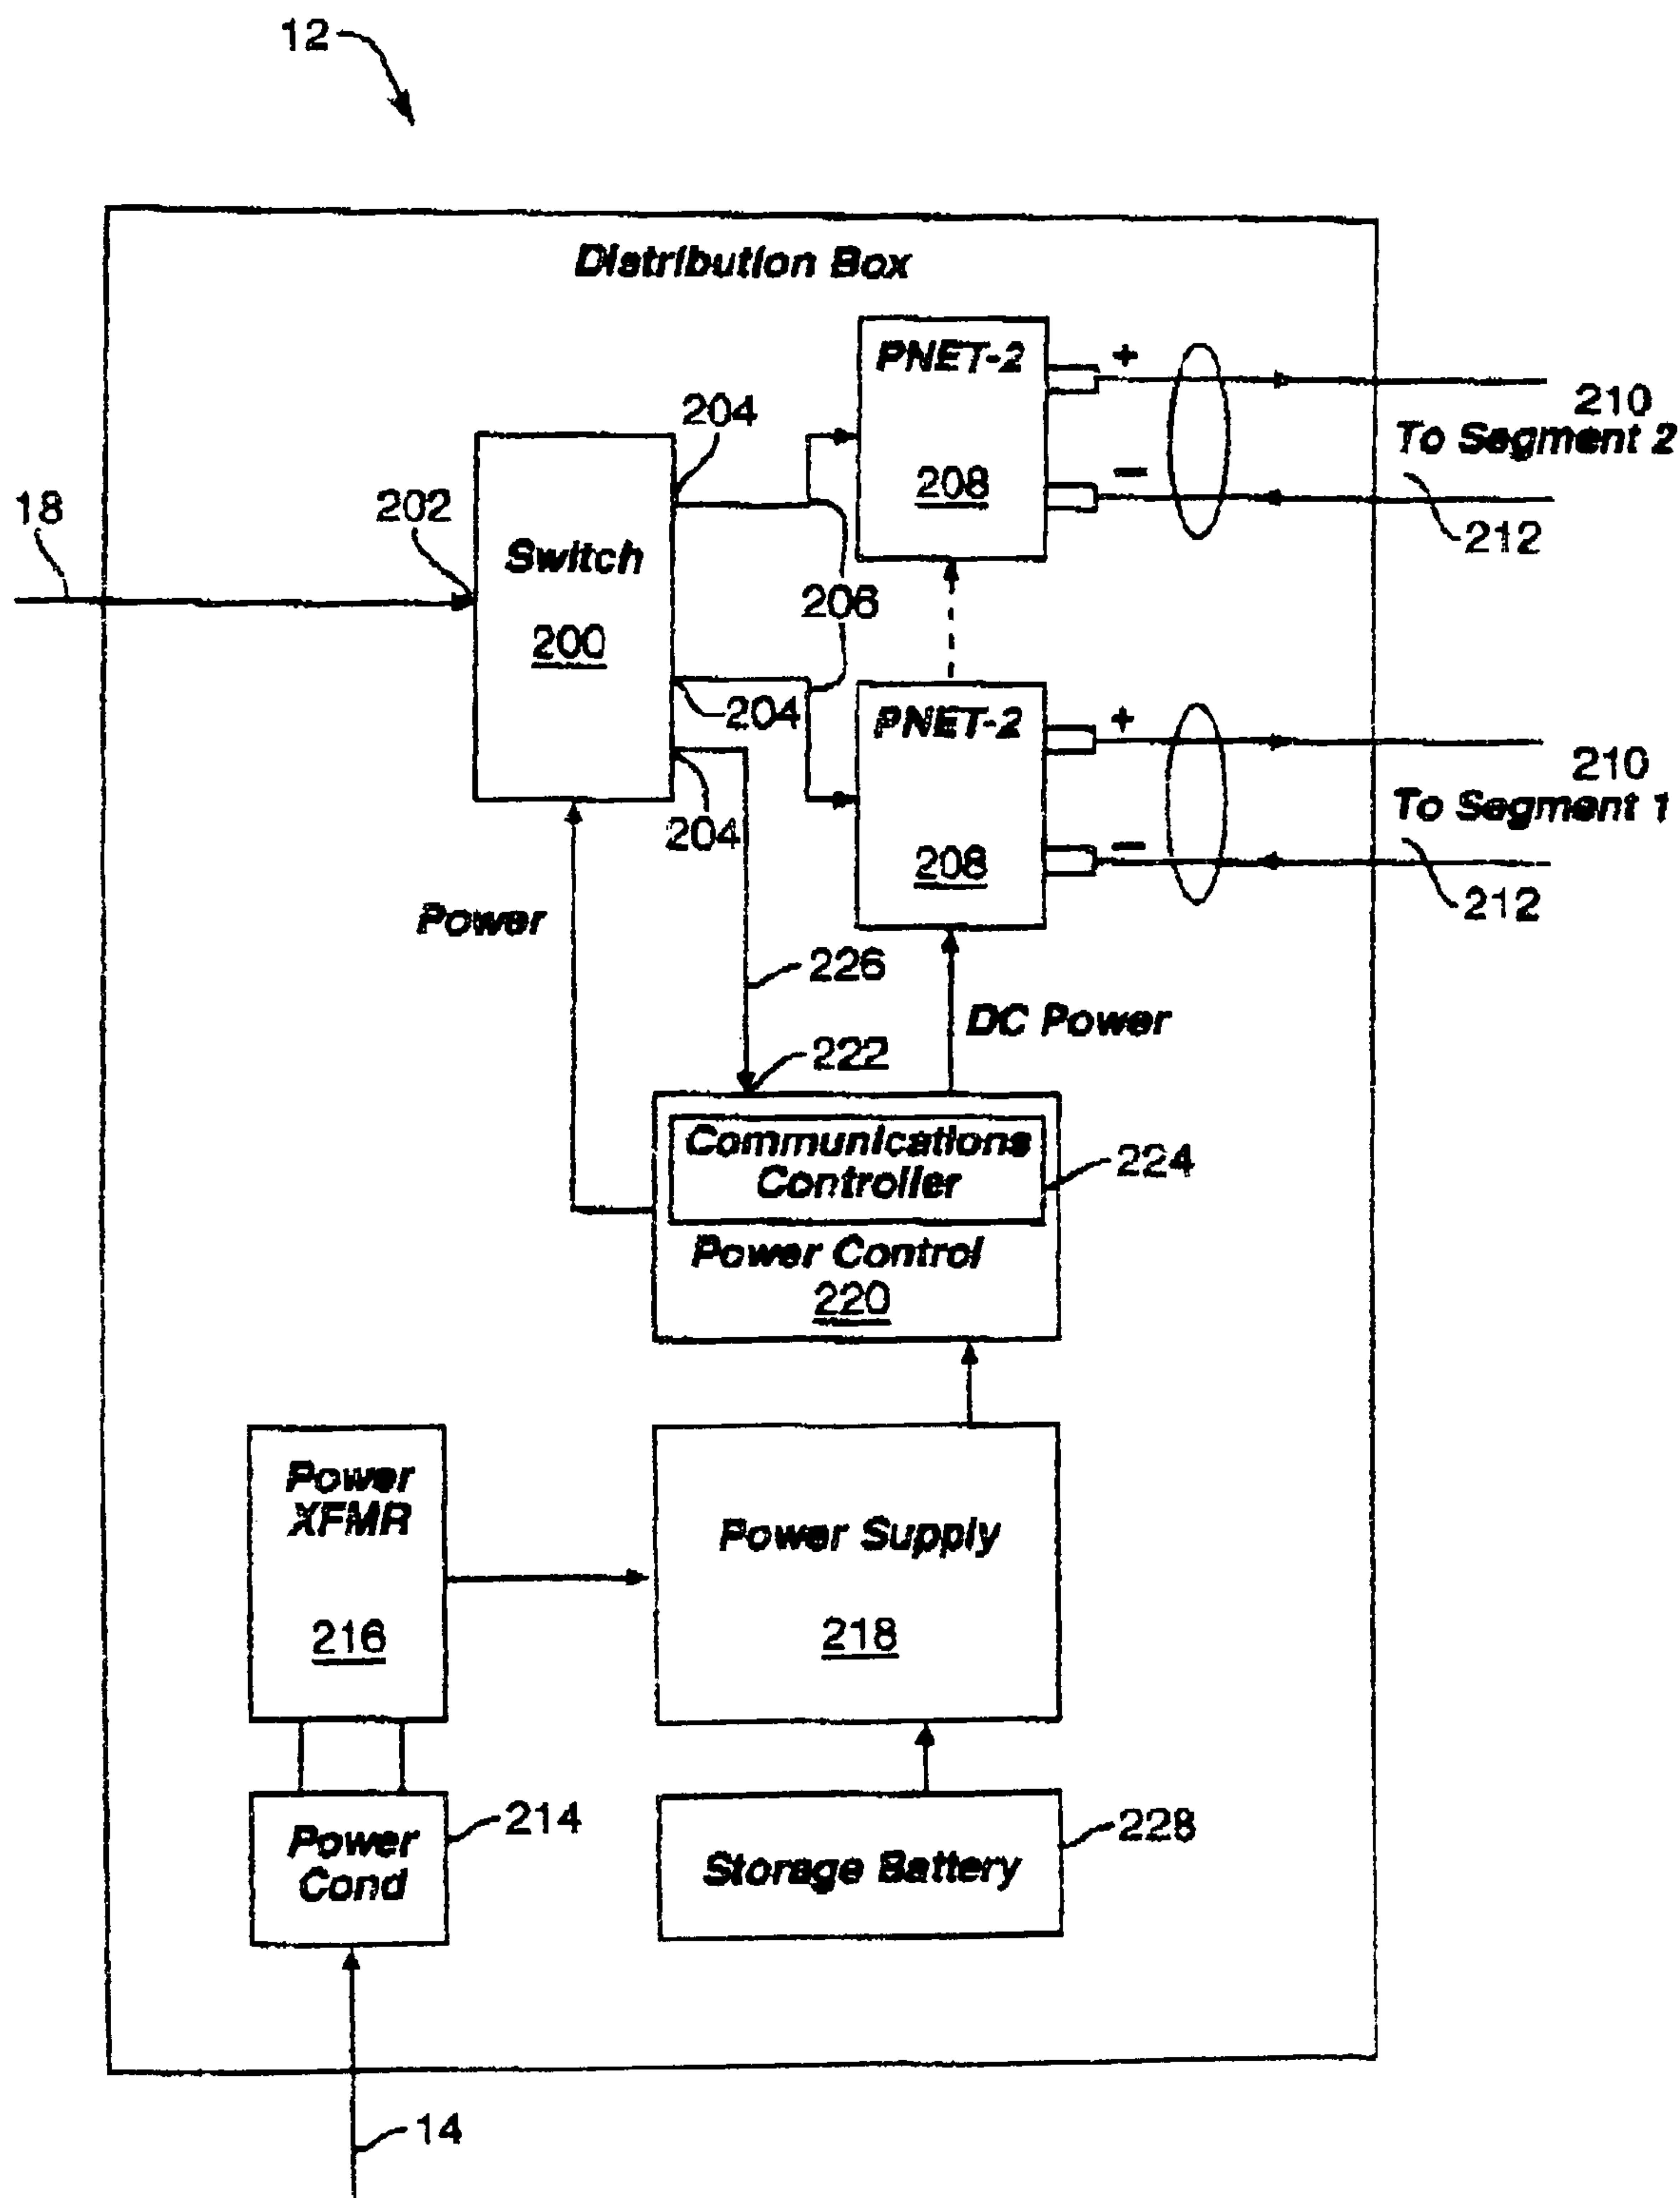 12
Distribution Box
PNET-2
+
204
210
To Segment 2
208
−
18
202
212
Switch
206
200
204
PNET-2
+
210
To Segment 1
204
208
−
212
Power
226
DC Power
222
Communications
Controller
224
Power Control
220
Power
XFMR
Power Supply
216
218
214
228
Power
Cond
Storage Battery
14